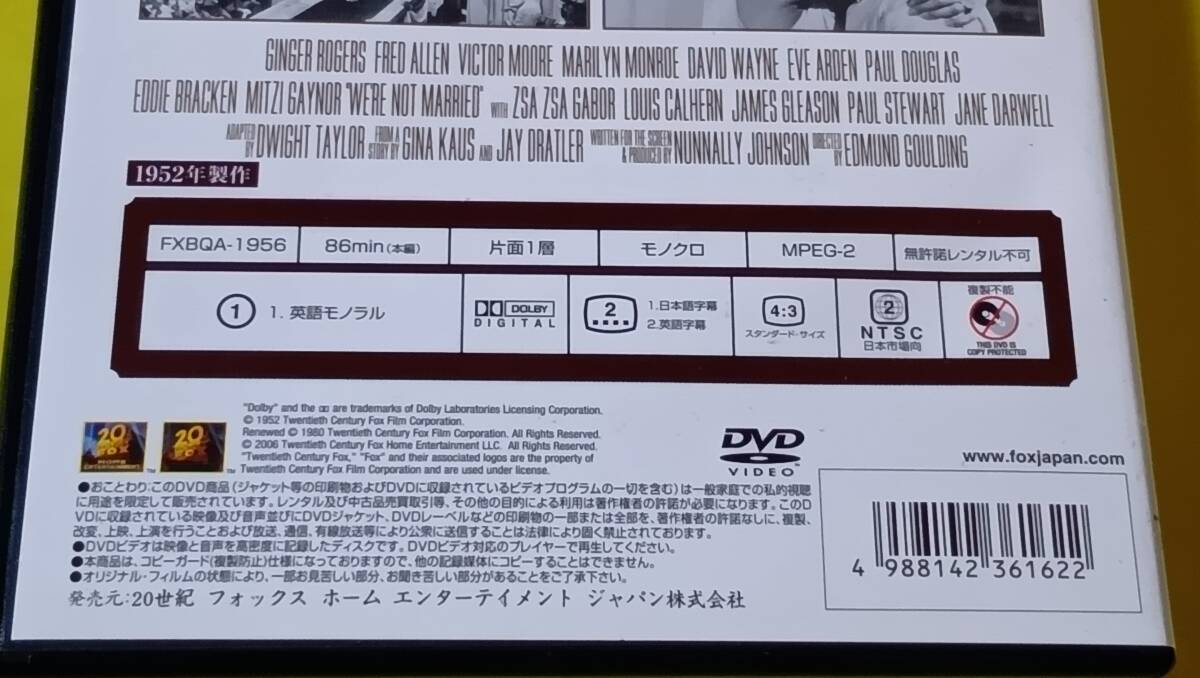 GINGER ROGERS FRED ALLEN VICTOR MOORE MARILYN MONROE DAVID WAYNE EVE ARDEN PAUL DOUGLAS
EDDIE BRACKEN MITZI GAYNOR "WE'RE NOT MARRIED" WITH ZSA ZSA GABOR LOUIS CALHERN JAMES GLEASON PAUL STEWART JANE DARWELL
ADAPTED BY DWIGHT TAYLOR FROM A STORY BY GINA KAUS AND JAY DRATLER WRITTEN FOR THE SCREEN & PRODUCED BY NUNNALLY JOHNSON DIRECTED BY EDMUND GOULDING
1952年製作
FXBQA-1956 86min(本編) 片面1層 モノクロ MPEG-2 無許諾レンタル不可
1 1. 英語モノラル
DOLBY
DIGITAL
2 1.日本語字幕
2.英語字幕
4:3
スタンダード・サイズ
2
NTSC
日本市場向
複製不能
THIS DVD IS
COPY PROTECTED
"Dolby" and the DD are trademarks of Dolby Laboratories Licensing Corporation.
© 1952 Twentieth Century Fox Film Corporation.
Renewed © 1980 Twentieth Century Fox Film Corporation. All Rights Reserved.
© 2006 Twentieth Century Fox Home Entertainment LLC. All Rights Reserved.
"Twentieth Century Fox," "Fox" and their associated logos are the property of
Twentieth Century Fox Film Corporation and are used under license.
20
CENTURY
FOX
HOME
ENTERTAINMENT
TM
20
CENTURY
FOX
TM
DVD
VIDEO
www.foxjapan.com
●おことわり:このDVD商品(ジャケット等の印刷物およびDVDに収録されているビデオプログラムの一切を含む)は一般家庭での私的視聴
に用途を限定して販売されています。レンタル及び中古品売買取引等、その他の目的による利用は著作権者の許諾が必要になります。このD
VDに収録されている映像及び音声並びにDVDジャケット、DVDレーベルなどの印刷物の一部または全部を、著作権者の許諾なしに、複製、
改変、上映、上演を行うことおよび放送、通信、有線放送等により公衆に送信することは法律により固く禁止されております。
●DVDビデオは映像と音声を高密度に記録したディスクです。DVDビデオ対応のプレイヤーで再生してください。
●本商品は、コピーガード(複製防止)仕様になっておりますので、他の記録媒体にコピーすることはできません。
●オリジナル・フィルムの状態により、一部お見苦しい部分、お聞き苦しい部分があることをご了承下さい。
発売元:20世紀 フォックス ホーム エンターテイメント ジャパン株式会社
4 988142 361622